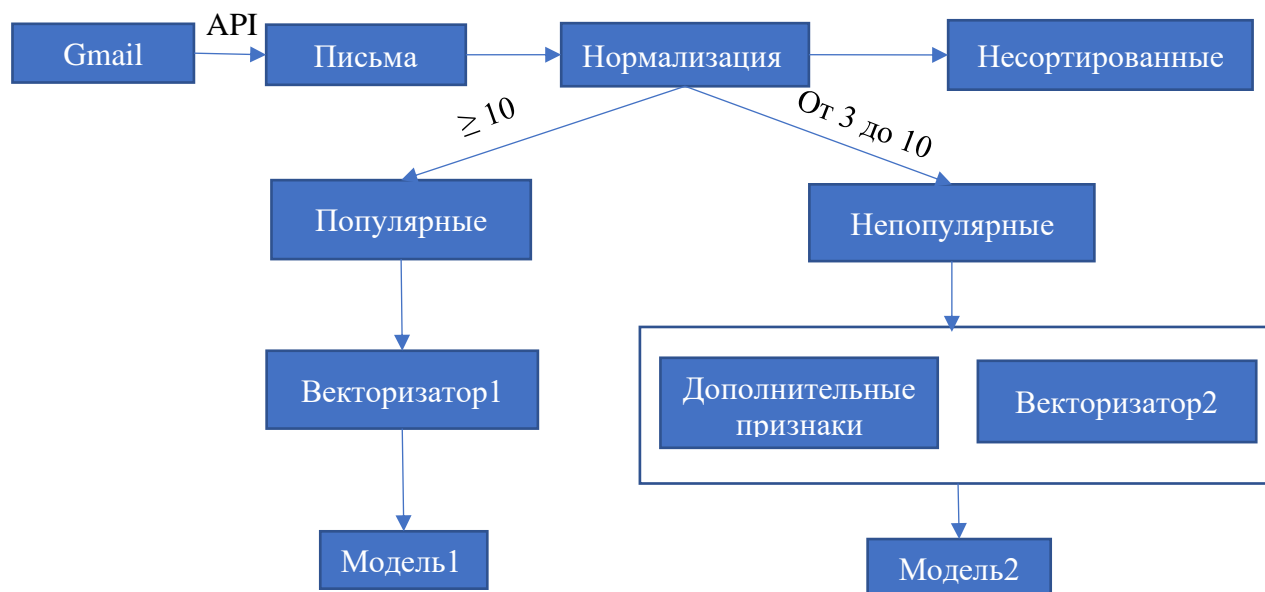 API
Gmail
Письма
Нормализация
Несортированные
≥ 10
От 3 до 10
Популярные
Непопулярные
Векторизатор1
Дополнительные
признаки
Векторизатор2
Модель1
Модель2